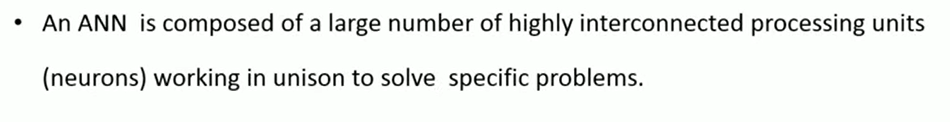 • An ANN is composed of a large number of highly interconnected processing units
(neurons) working in unison to solve specific problems.